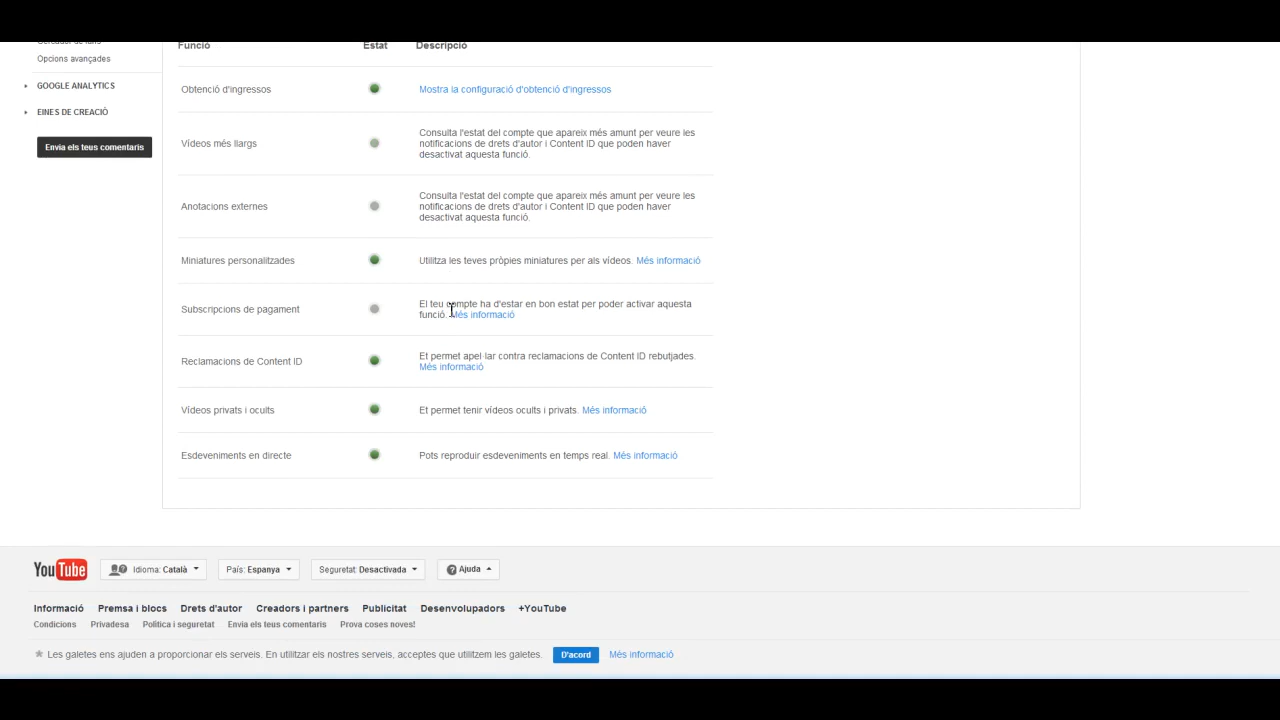 Opcions avançades
GOOGLE ANALYTICS
EINES DE CREACIÓ
Envia els teus comentaris
Funció Estat Descripció
Obtenció d'ingressos Mostra la configuració d'obtenció d'ingressos
Vídeos més llargs
Consulta l'estat del compte que apareix més amunt per veure les
notificacions de drets d'autor i Content ID que poden haver
desactivat aquesta funció.
Anotacions externes
Consulta l'estat del compte que apareix més amunt per veure les
notificacions de drets d'autor i Content ID que poden haver
desactivat aquesta funció.
Miniatures personalitzades Utilitza les teves pròpies miniatures per als vídeos. Més informació
Subscripcions de pagament
El teu compte ha d'estar en bon estat per poder activar aquesta
funció. Més informació
Reclamacions de Content ID
Et permet apel·lar contra reclamacions de Content ID rebutjades.
Més informació
Vídeos privats i ocults Et permet tenir vídeos ocults i privats. Més informació
Esdeveniments en directe Pots reproduir esdeveniments en temps real. Més informació
YouTube Idioma: Català País: Espanya Seguretat: Desactivada Ajuda
Informació Premsa i blocs Drets d'autor Creadors i partners Publicitat Desenvolupadors +YouTube
Condicions Privadesa Política i seguretat Envia els teus comentaris Prova coses noves!
Les galetes ens ajuden a proporcionar els serveis. En utilitzar els nostres serveis, acceptes que utilitzem les galetes. D'acord Més informació